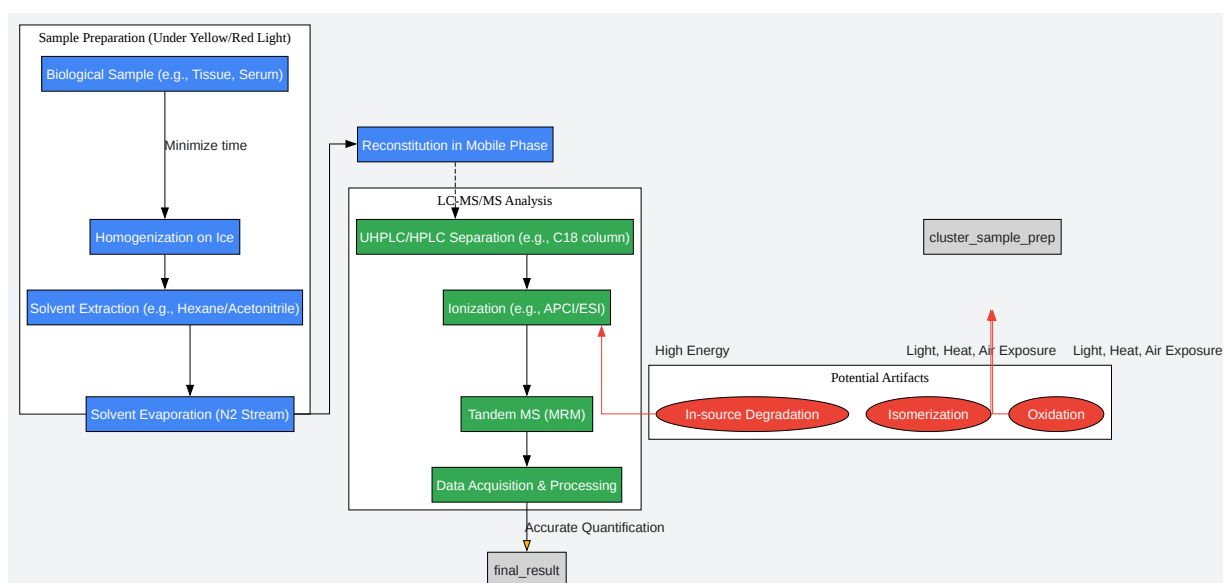 Sample Preparation (Under Yellow/Red Light)
Biological Sample (e.g., Tissue, Serum)
Minimize time
Homogenization on Ice
Solvent Extraction (e.g., Hexane/Acetonitrile)
Solvent Evaporation (N2 Stream)
Reconstitution in Mobile Phase
LC-MS/MS Analysis
UHPLC/HPLC Separation (e.g., C18 column)
Ionization (e.g., APCI/ESI)
Tandem MS (MRM)
Data Acquisition & Processing
Accurate Quantification
final_result
cluster_sample_prep
High Energy
Light, Heat, Air Exposure
Light, Heat, Air Exposure
Potential Artifacts
In-source Degradation
Isomerization
Oxidation